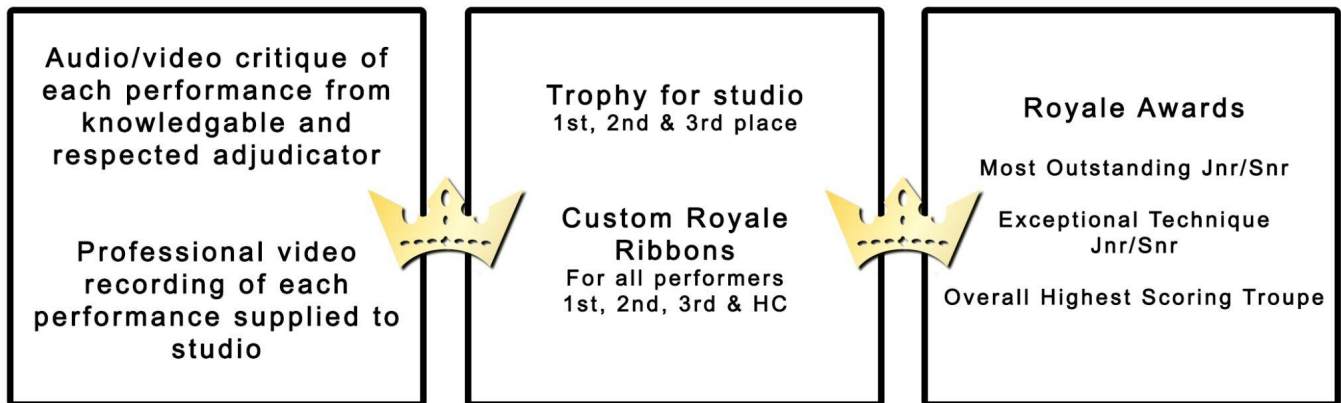 Audio/video critique of
each performance from
knowledgable and
respected adjudicator
Professional video
recording of each
performance supplied to
studio
Trophy for studio
1st, 2nd & 3rd place
Custom Royale
Ribbons
For all performers
1st, 2nd, 3rd & HC
Royale Awards
Most Outstanding Jnr/Snr
Exceptional Technique
Jnr/Snr
Overall Highest Scoring Troupe